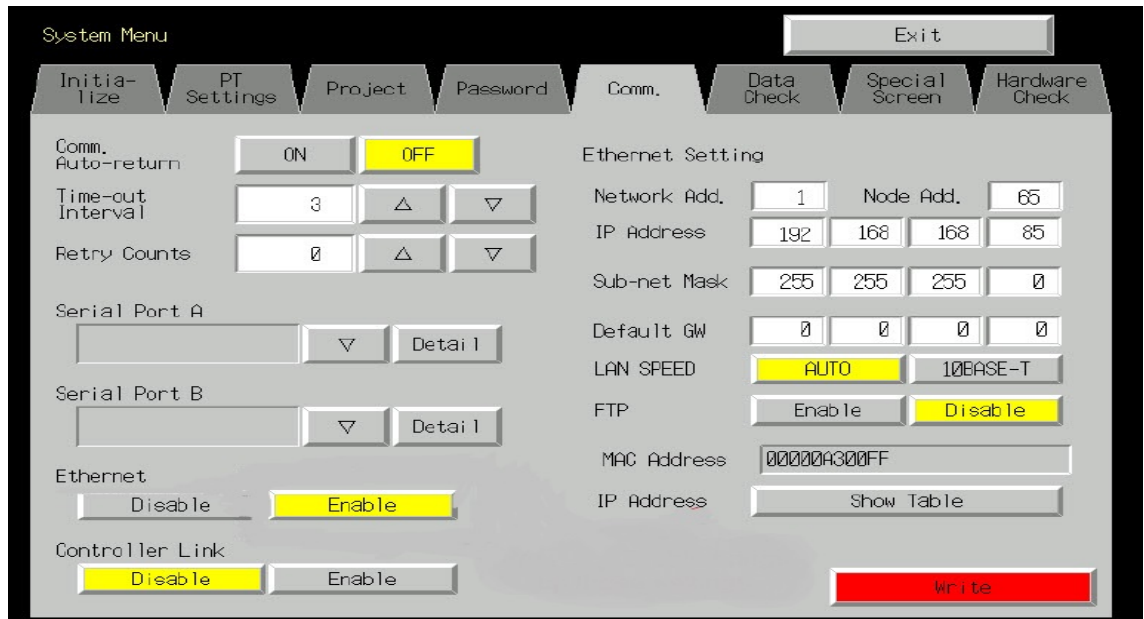 System Menu
Exit
Initia-
lize
PT
Settings
Project
Password
Comm.
Data
Check
Special
Screen
Hardware
Check
Comm.
Auto-return
ON
OFF
Time-out
Interval
3
Retry Counts
0
Serial Port A
Detail
Serial Port B
Detail
Ethernet
Disable
Enable
Controller Link
Disable
Enable
Ethernet Setting
Network Add.
1
Node Add.
65
IP Address
192
168
168
85
Sub-net Mask
255
255
255
0
Default GW
0
0
0
0
LAN SPEED
AUTO
10BASE-T
FTP
Enable
Disable
MAC Address
00000A300FF
IP Address
Show Table
Write